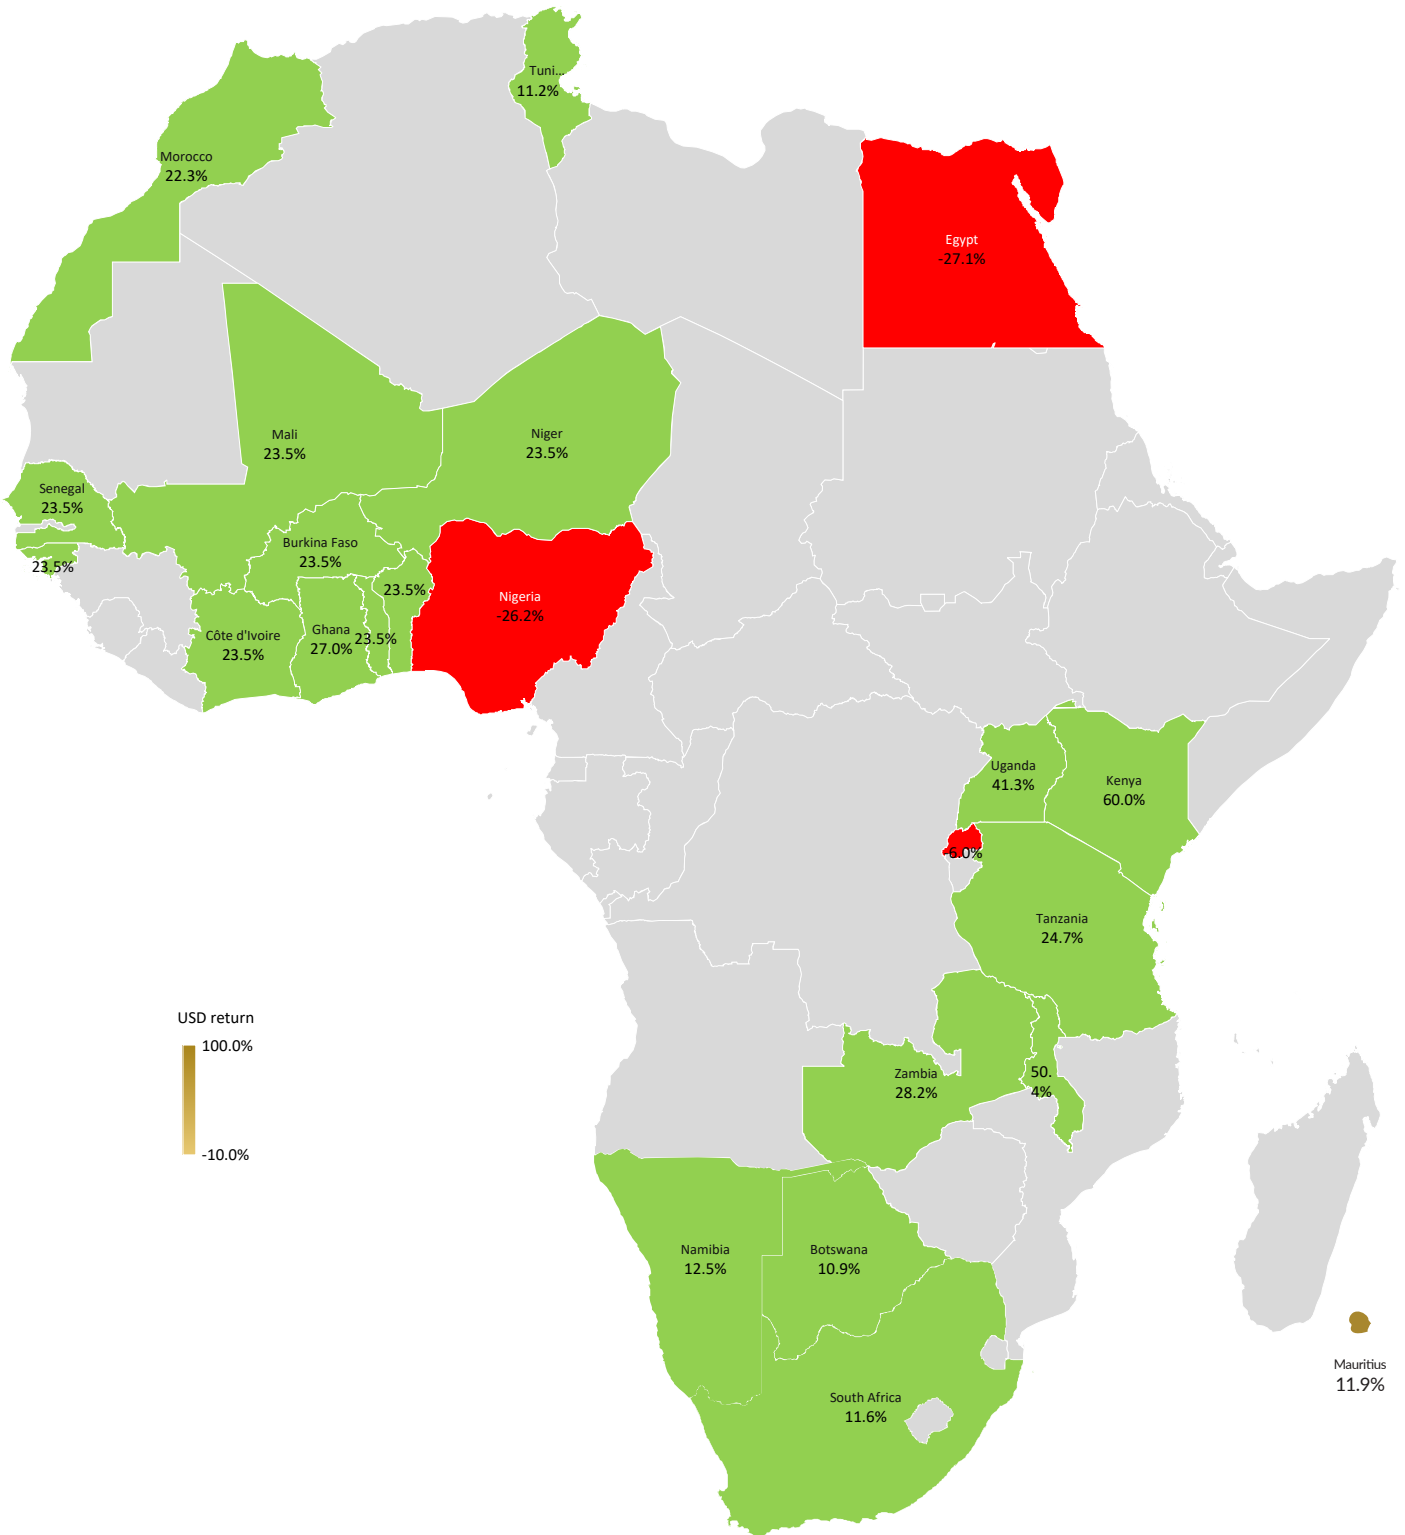 Tuni...
11.2%
Morocco
22.3%
Egypt
-27.1%
Mali
23.5%
Niger
23.5%
Senegal
23.5%
Burkina Faso
23.5%
23.5%
23.5%
Nigeria
-26.2%
Côte d'Ivoire
23.5%
Ghana
27.0%
23.5%
Uganda
41.3%
Kenya
60.0%
-6.0%
Tanzania
24.7%
USD return
100.0%
-10.0%
Zambia
28.2%
50.
4%
Namibia
12.5%
Botswana
10.9%
Mauritius
11.9%
South Africa
11.6%